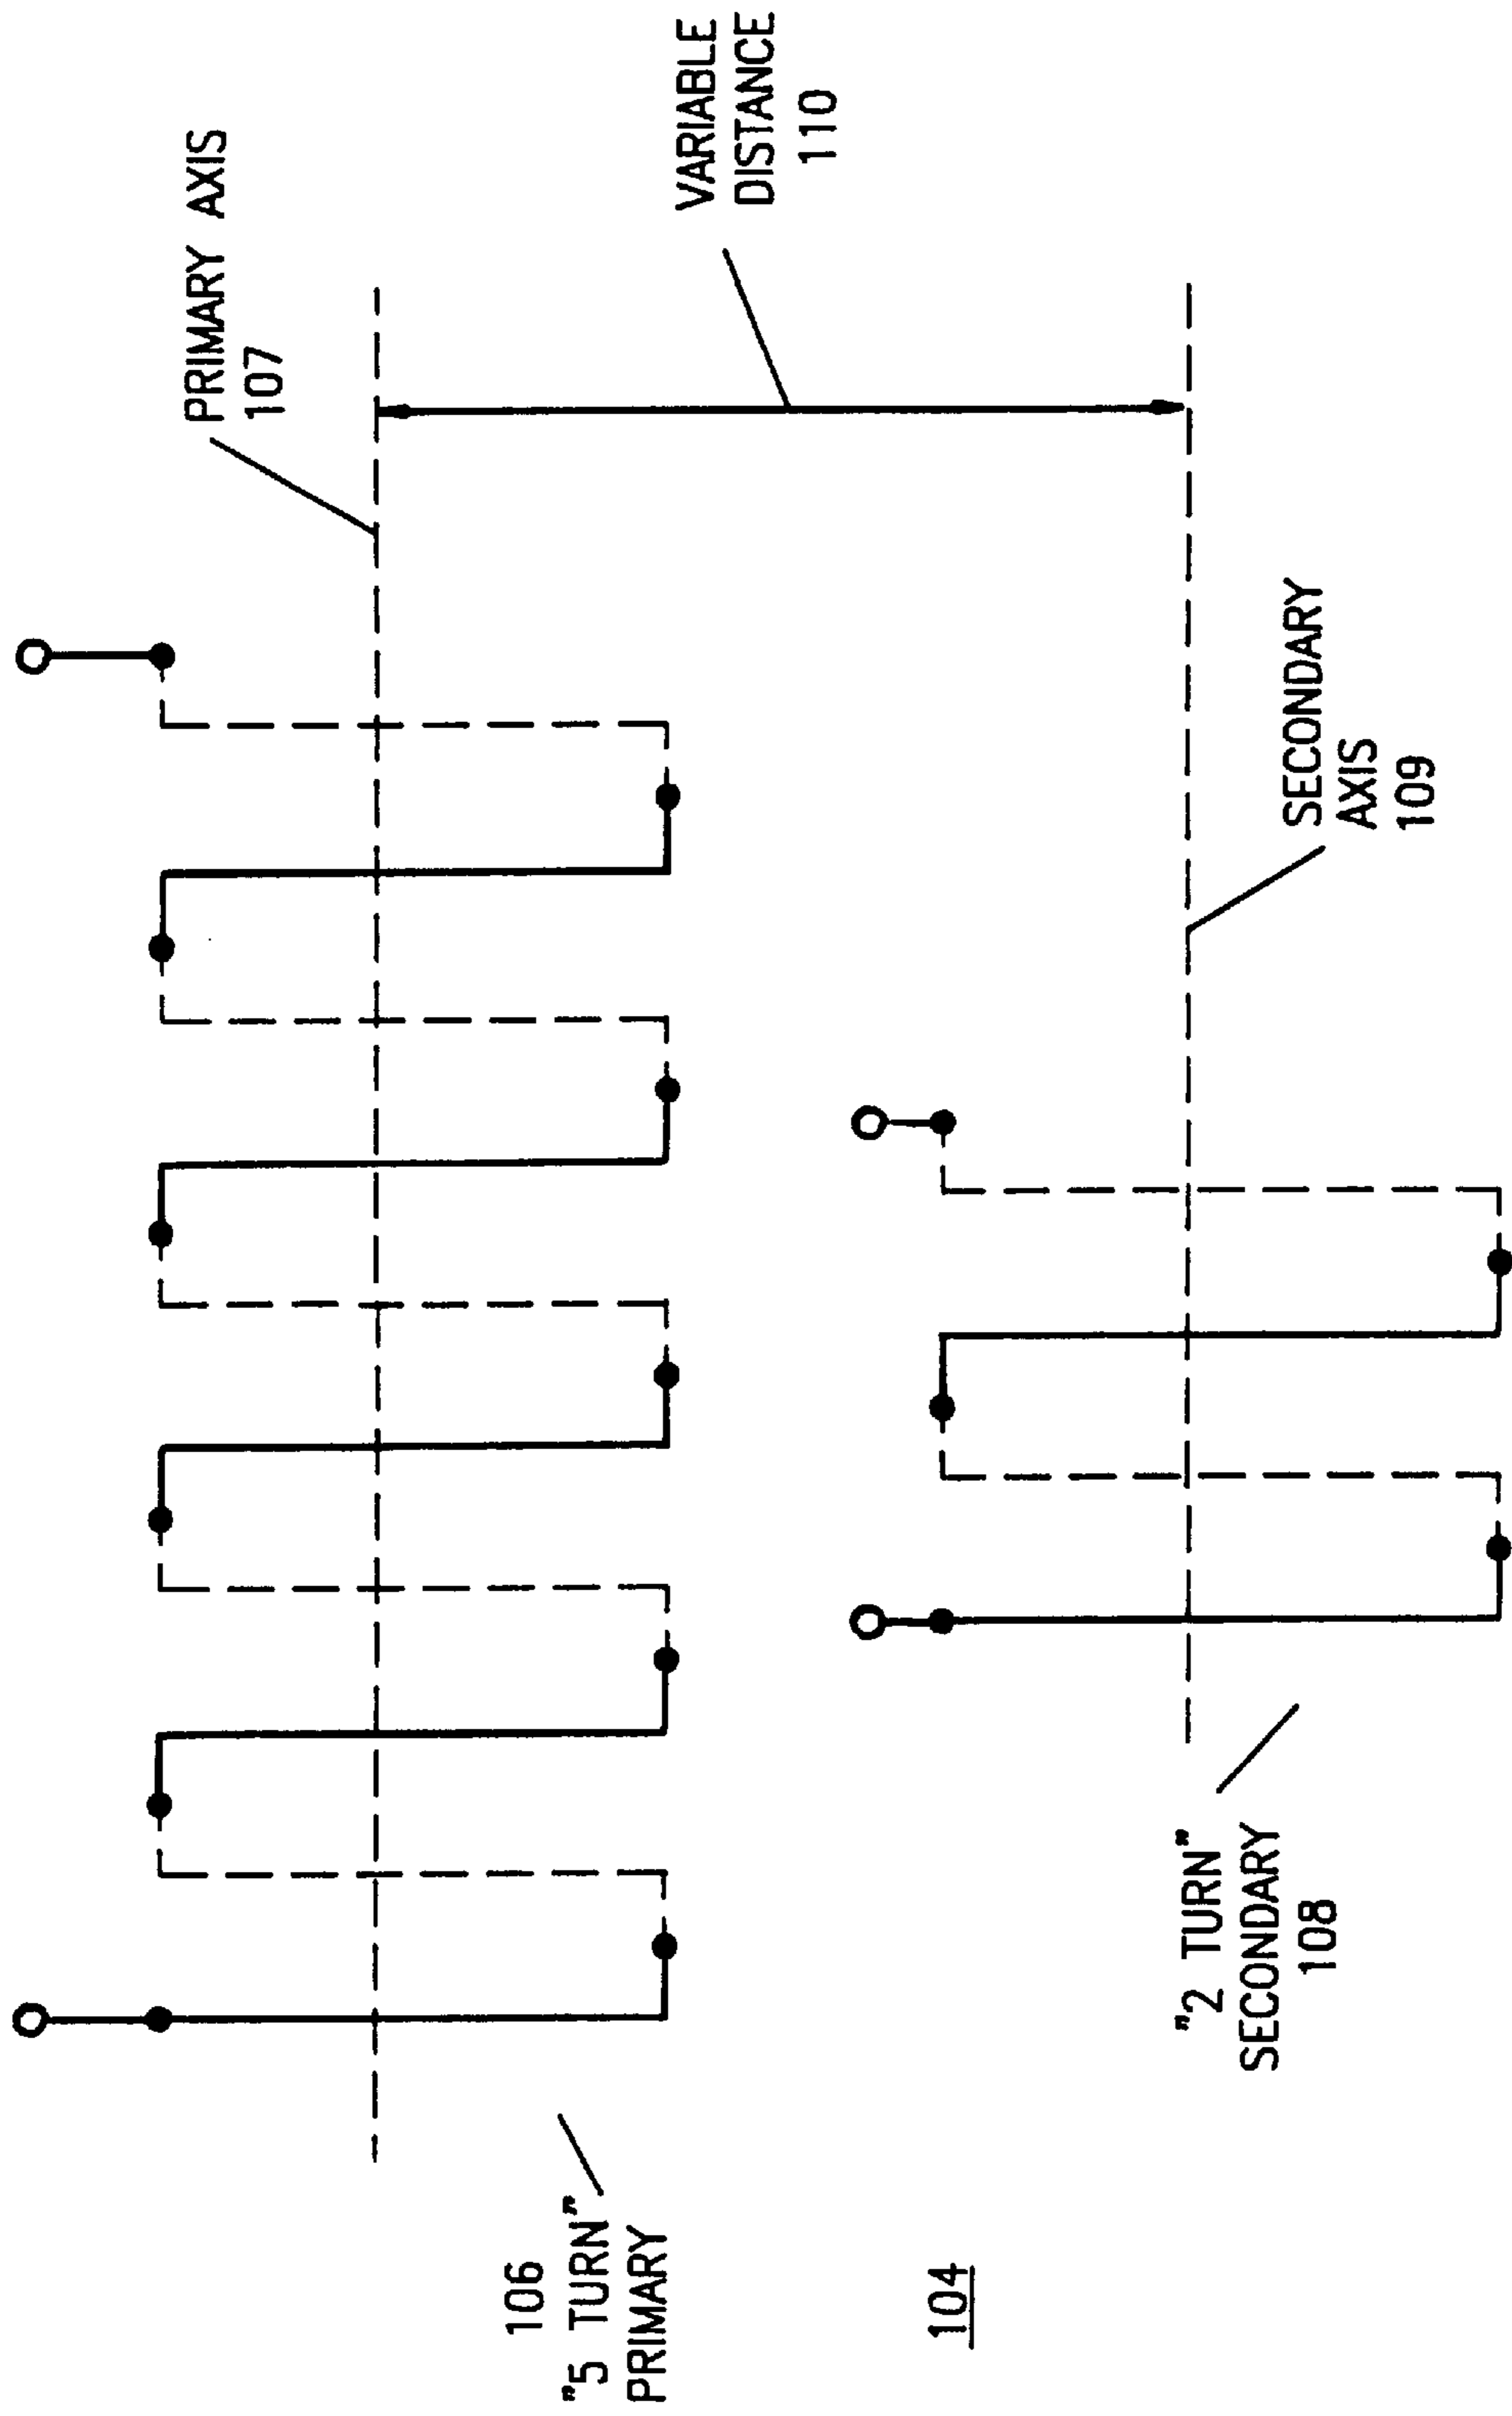 PRIMARY AXIS
107
VARIABLE
DISTANCE
110
106
"5 TURN"
PRIMARY
SECONDARY
AXIS
109
"2 TURN"
SECONDARY
108
104